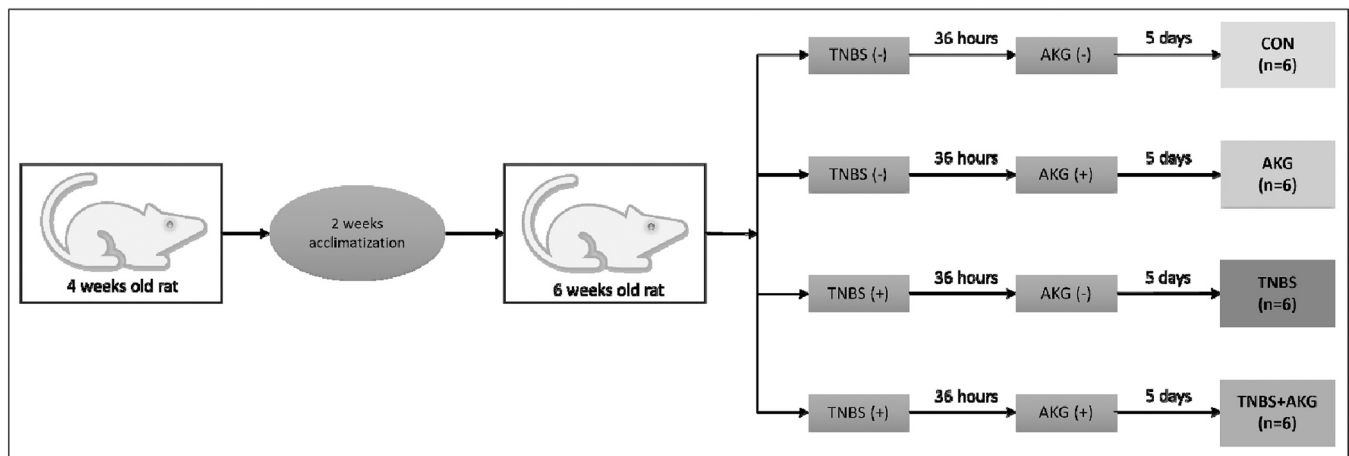 4 weeks old rat
2 weeks
acclimatization
6 weeks old rat
TNBS (-)
36 hours
AKG (-)
5 days
CON
(n=6)
TNBS (-)
36 hours
AKG (+)
5 days
AKG
(n=6)
TNBS (+)
36 hours
AKG (-)
5 days
TNBS
(n=6)
TNBS (+)
36 hours
AKG (+)
5 days
TNBS+AKG
(n=6)